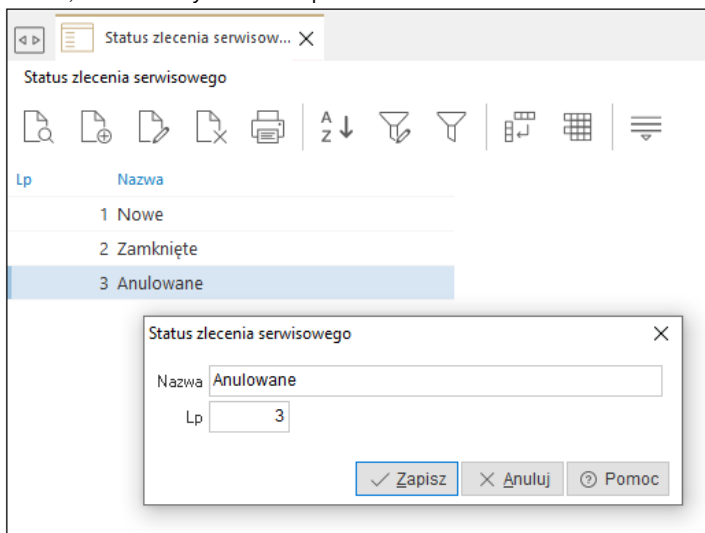 Status zlecenia serwisow...
Status zlecenia serwisowego
A
Z
Lp Nazwa
1 Nowe
2 Zamknięte
3 Anulowane
Status zlecenia serwisowego
Nazwa Anulowane
Lp 3
Zapisz Anuluj Pomoc